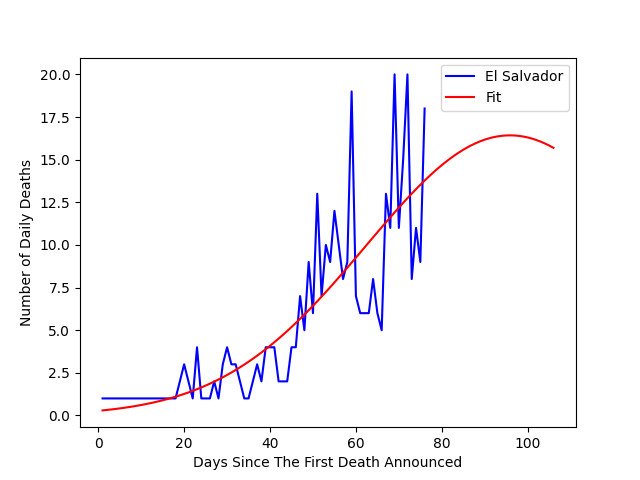 El Salvador
Fit
20.0
17.5
15.0
12.5
10.0
7.5
5.0
2.5
0.0
Number of Daily Deaths
0 20 40 60 80 100
Days Since The First Death Announced